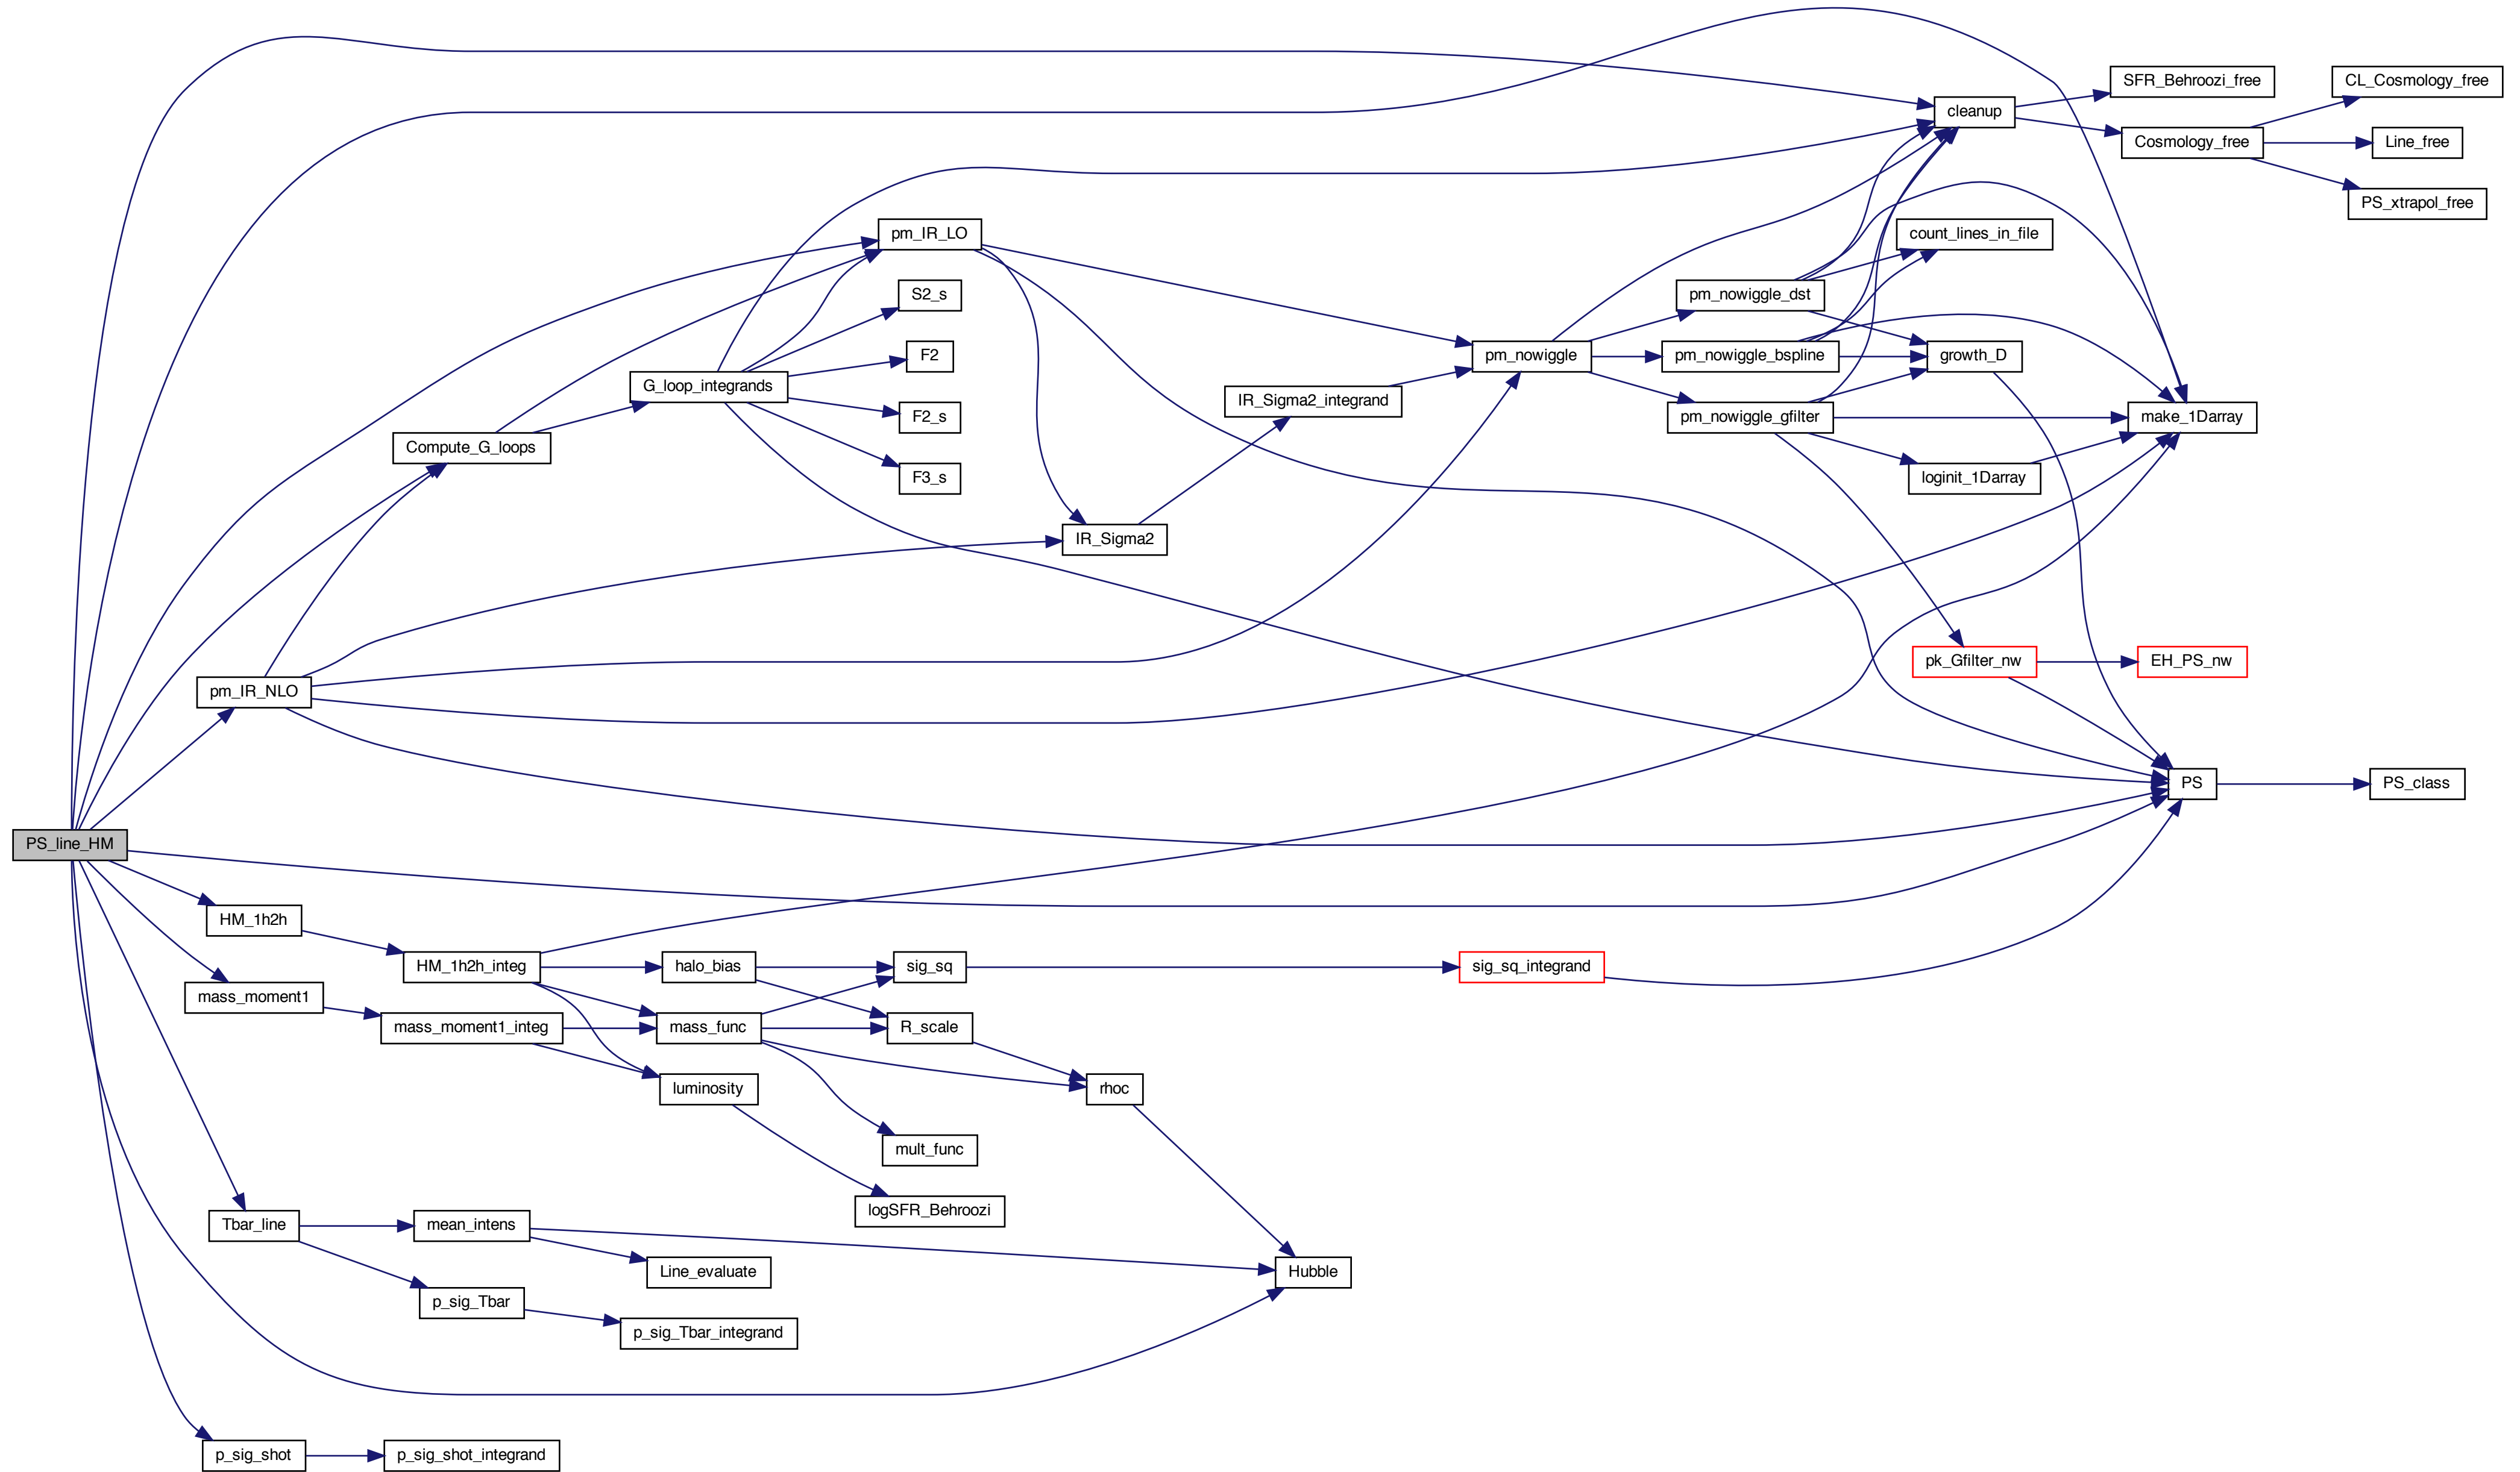 SFR_Behroozi_free
CL_Cosmology_free
cleanup
Cosmology_free
Line_free
PS_xtrapol_free
pm_IR_LO
count_lines_in_file
S2_s
pm_nowiggle_dst
F2
pm_nowiggle
pm_nowiggle_bspline
growth_D
G_loop_integrands
IR_Sigma2_integrand
F2_s
pm_nowiggle_gfilter
make_1Darray
Compute_G_loops
F3_s
loginit_1Darray
IR_Sigma2
pk_Gfilter_nw
EH_PS_nw
pm_IR_NLO
PS
PS_class
PS_line_HM
HM_1h2h
HM_1h2h_integ
halo_bias
sig_sq
sig_sq_integrand
mass_moment1
mass_moment1_integ
mass_func
R_scale
luminosity
rhoc
mult_func
logSFR_Behroozi
Tbar_line
mean_intens
Line_evaluate
Hubble
p_sig_Tbar
p_sig_Tbar_integrand
p_sig_shot
p_sig_shot_integrand